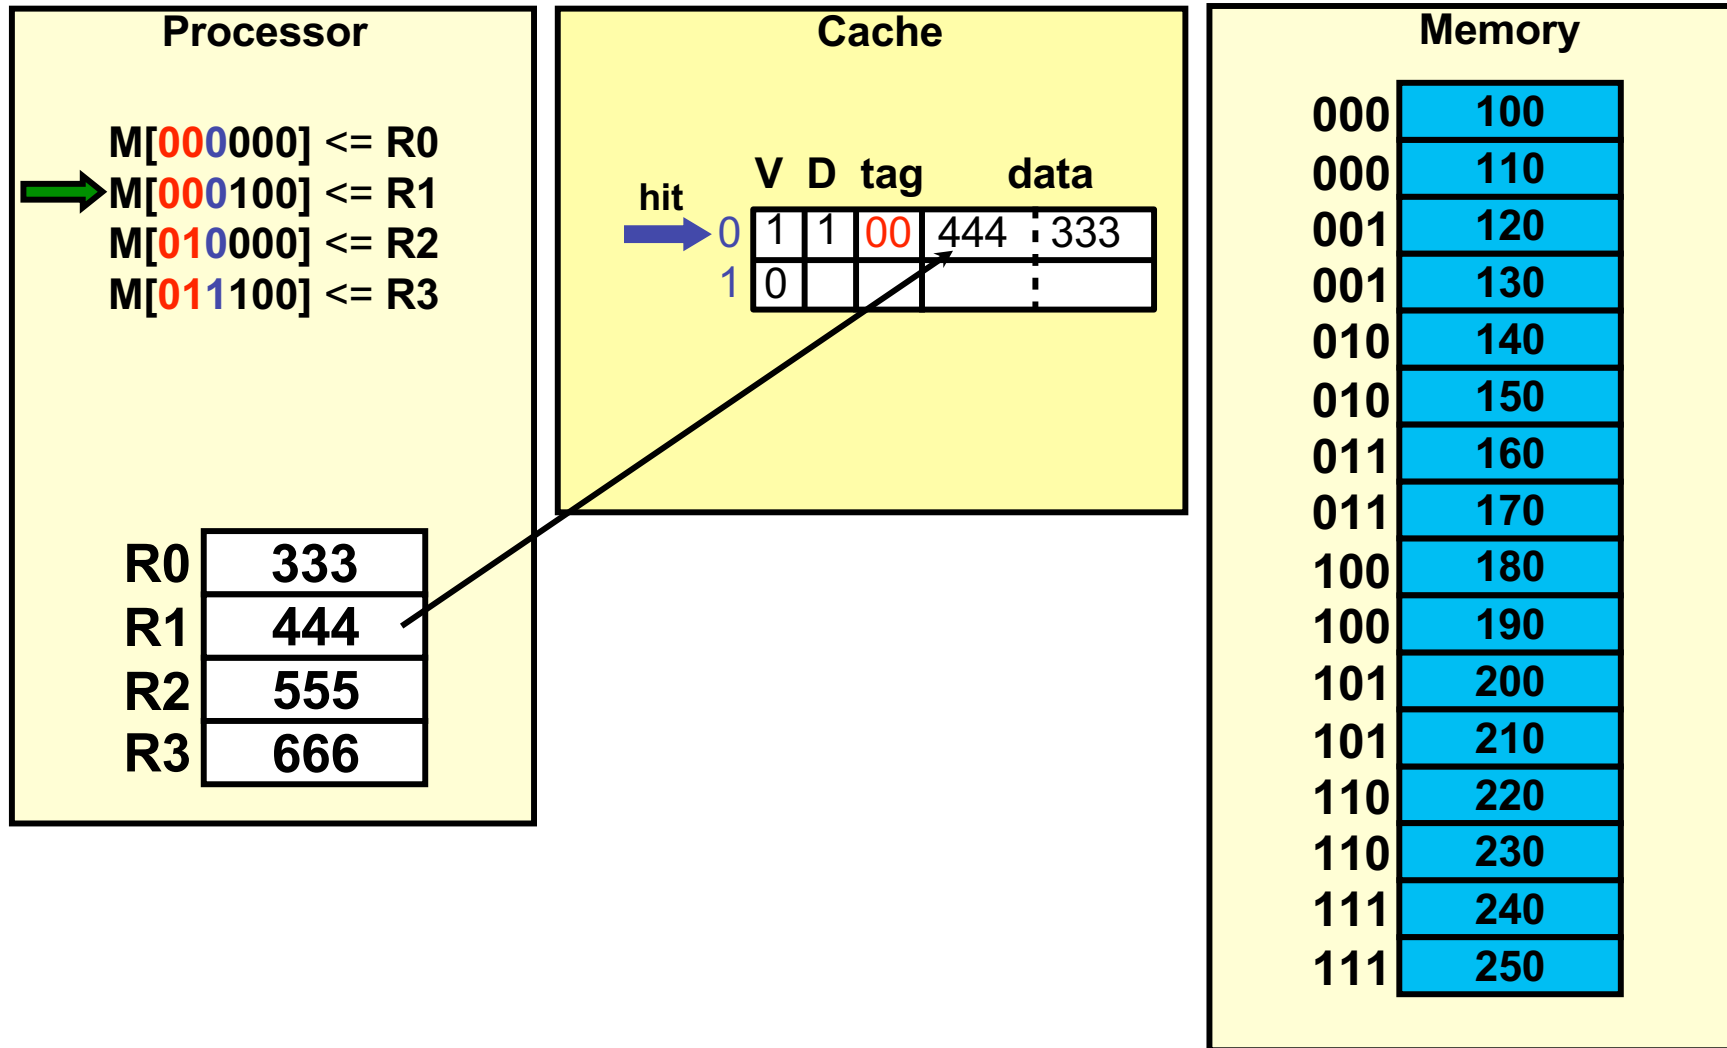 Processor
M[000000] <= R0
M[000100] <= R1
M[010000] <= R2
M[011100] <= R3
R0 333
R1 444
R2 555
R3 666
Cache
V D tag data
hit
0 1 1 00 444 333
1 0
Memory
000 100
000 110
001 120
001 130
010 140
010 150
011 160
011 170
100 180
100 190
101 200
101 210
110 220
110 230
111 240
111 250